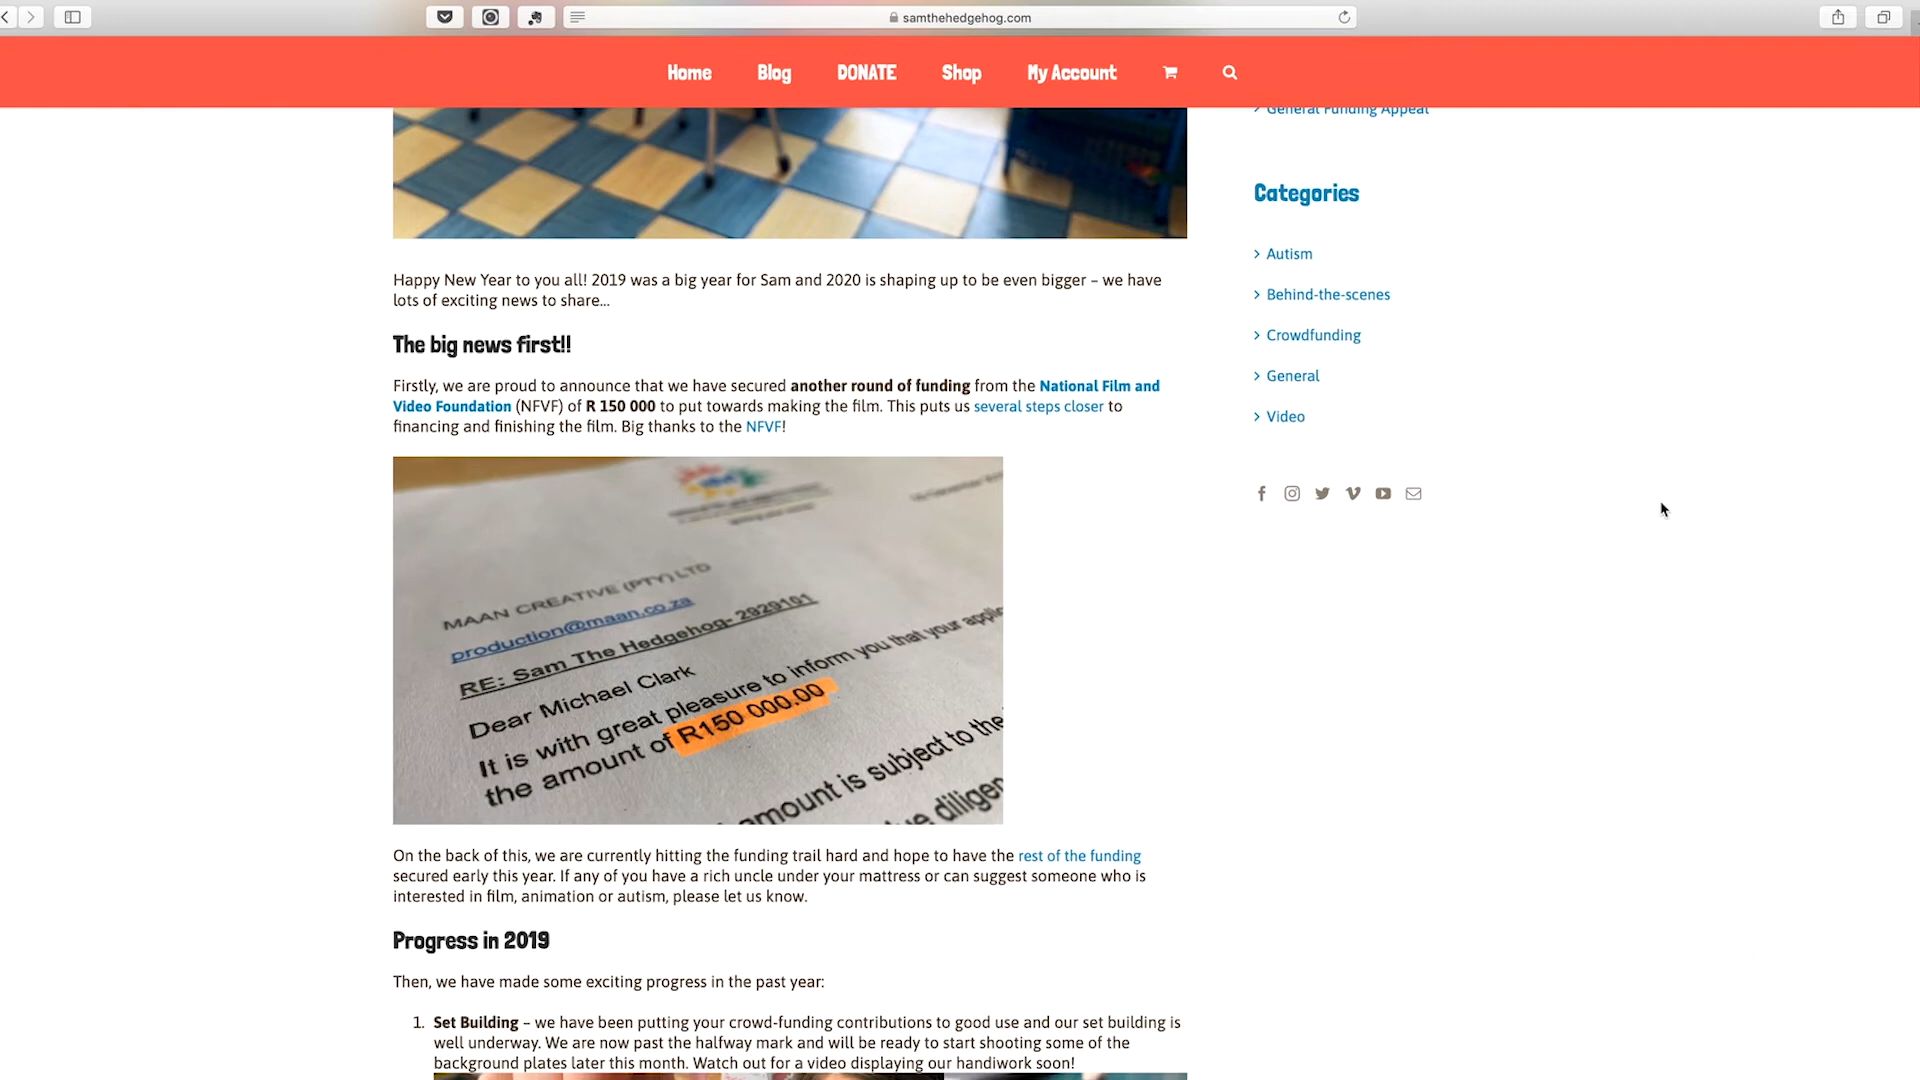 samthehedgehog.com
Home Blog DONATE Shop My Account
General Funding Appeal
Categories
Autism
Behind-the-scenes
Crowdfunding
General
Video
Happy New Year to you all! 2019 was a big year for Sam and 2020 is shaping up to be even bigger – we have
lots of exciting news to share...
The big news first!!
Firstly, we are proud to announce that we have secured another round of funding from the National Film and
Video Foundation (NFVF) of R 150 000 to put towards making the film. This puts us several steps closer to
financing and finishing the film. Big thanks to the NFVF!
MAAN CREATIVE (PTY) LTD
production@maan.co.za
RE: Sam The Hedgehog- 2929101
Dear Michael Clark
It is with great pleasure to inform you that your
the amount of R150 000.00
amount is subject to the
On the back of this, we are currently hitting the funding trail hard and hope to have the rest of the funding
secured early this year. If any of you have a rich uncle under your mattress or can suggest someone who is
interested in film, animation or autism, please let us know.
Progress in 2019
Then, we have made some exciting progress in the past year:
1. Set Building – we have been putting your crowd-funding contributions to good use and our set building is
well underway. We are now past the halfway mark and will be ready to start shooting some of the
background plates later this month. Watch out for a video displaying our handiwork soon!